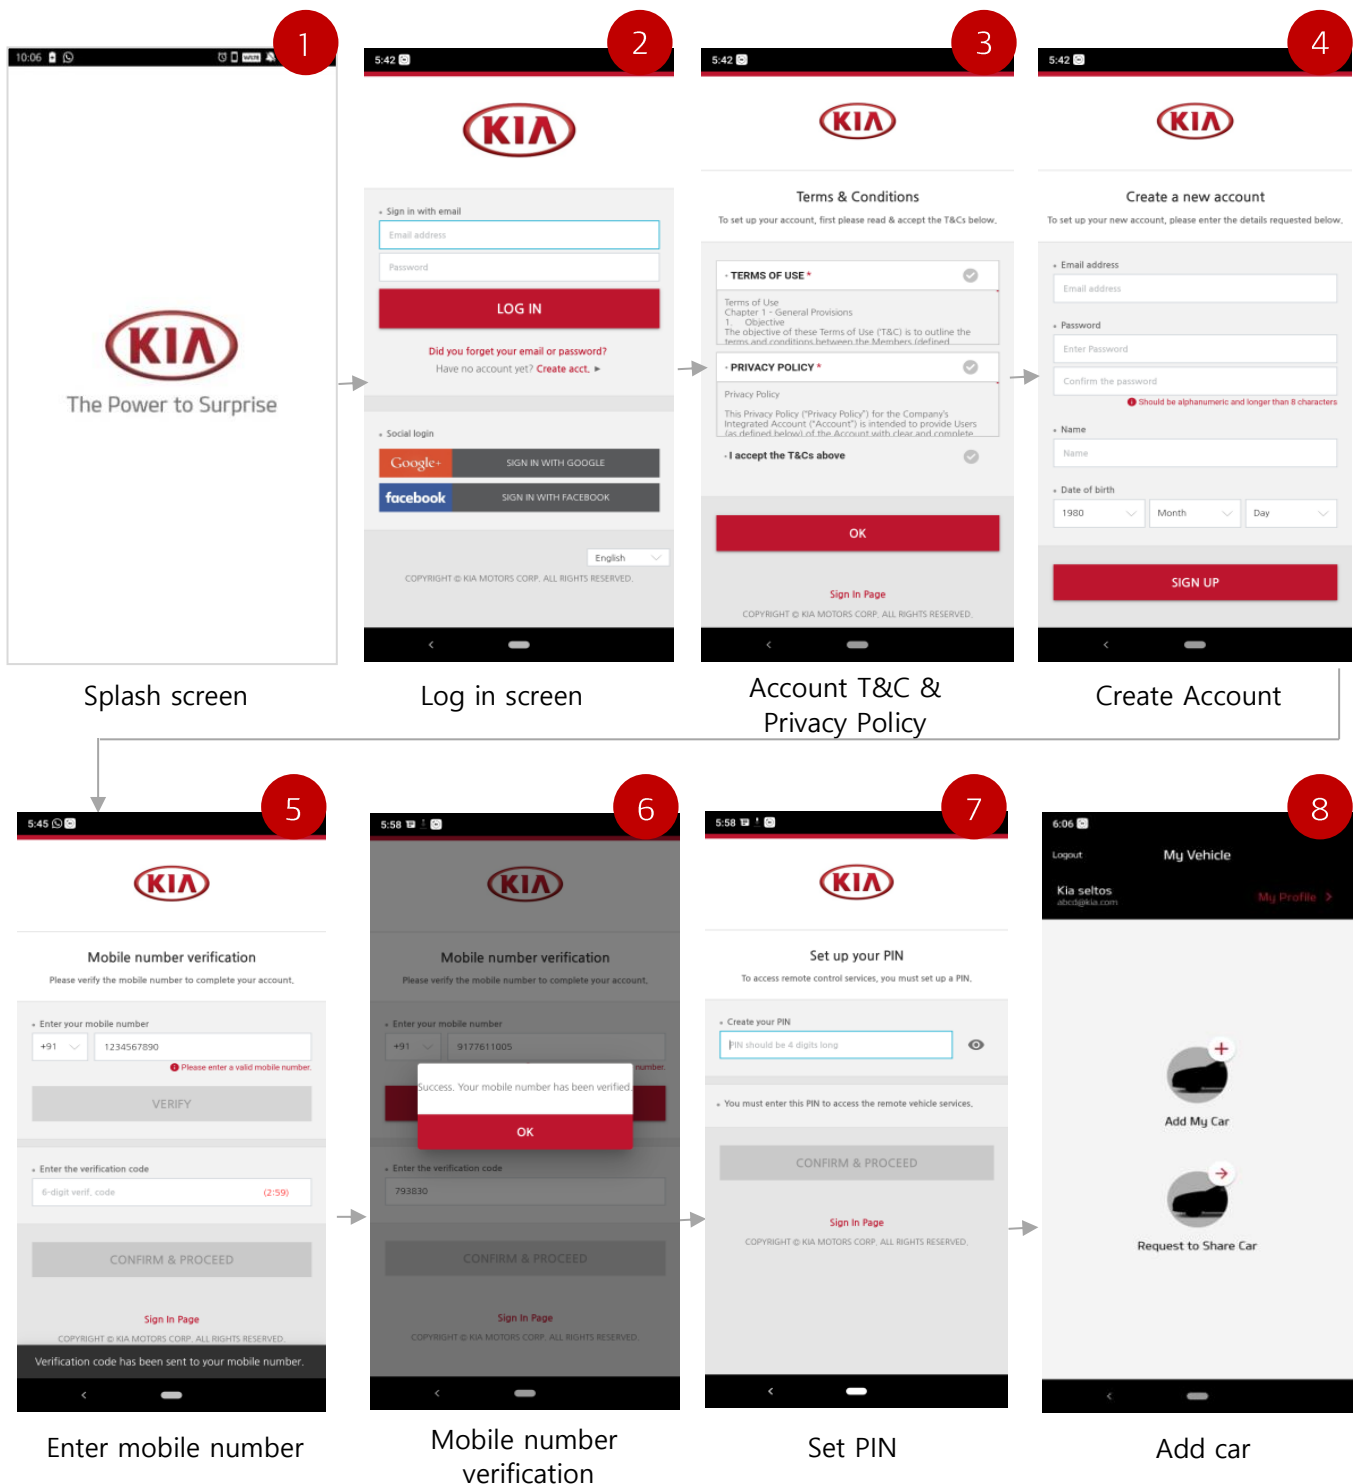 1
10:06
KIA
The Power to Surprise
Splash screen
2
5:42
KIA
Sign in with email
Email address
Password
LOG IN
Did you forget your email or password?
Have no account yet? Create acct. ▶
Social login
Google+ SIGN IN WITH GOOGLE
facebook SIGN IN WITH FACEBOOK
English
COPYRIGHT © KIA MOTORS CORP. ALL RIGHTS RESERVED.
Log in screen
3
5:42
KIA
Terms & Conditions
To set up your account, first please read & accept the T&Cs below.
TERMS OF USE *
Terms of Use
Chapter 1 - General Provisions
1. Objective
The objective of these Terms of Use ('T&C) is to outline the
terms and conditions between the Members (defined
PRIVACY POLICY *
Privacy Policy
This Privacy Policy ("Privacy Policy") for the Company's
Integrated Account ("Account") is intended to provide Users
(as defined below) of the Account with clear and complete
I accept the T&Cs above
OK
Sign In Page
COPYRIGHT © KIA MOTORS CORP. ALL RIGHTS RESERVED.
Account T&C &
Privacy Policy
4
5:42
KIA
Create a new account
To set up your new account, please enter the details requested below.
Email address
Email address
Password
Enter Password
Confirm the password
Should be alphanumeric and longer than 8 characters
Name
Name
Date of birth
1980 Month Day
SIGN UP
Create Account
5
5:45
KIA
Mobile number verification
Please verify the mobile number to complete your account.
Enter your mobile number
+91 1234567890
Please enter a valid mobile number.
VERIFY
Enter the verification code
6-digit verif. code (2:59)
CONFIRM & PROCEED
Sign In Page
COPYRIGHT © KIA MOTORS CORP. ALL RIGHTS RESERVED.
Verification code has been sent to your mobile number.
Enter mobile number
6
5:58
KIA
Mobile number verification
Please verify the mobile number to complete your account.
Enter your mobile number
+91 9177611005
number.
Success. Your mobile number has been verified.
OK
Enter the verification code
793830
CONFIRM & PROCEED
Sign In Page
COPYRIGHT © KIA MOTORS CORP. ALL RIGHTS RESERVED.
Mobile number
verification
7
5:58
KIA
Set up your PIN
To access remote control services, you must set up a PIN.
Create your PIN
PIN should be 4 digits long
You must enter this PIN to access the remote vehicle services.
CONFIRM & PROCEED
Sign In Page
COPYRIGHT © KIA MOTORS CORP. ALL RIGHTS RESERVED.
Set PIN
8
6:06
Logout My Vehicle
Kia seltos
abcd@kia.com
My Profile >
Add My Car
Request to Share Car
Add car